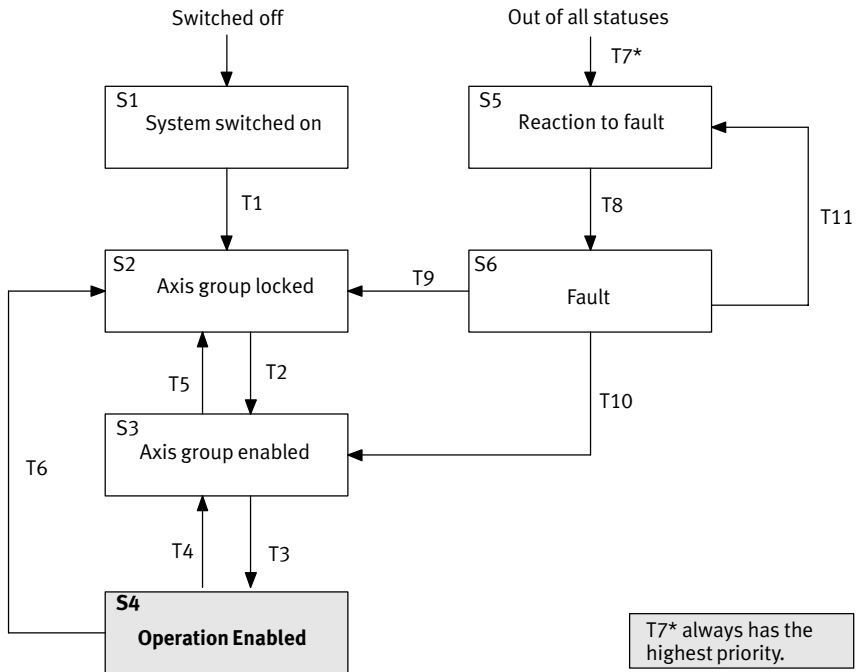 Switched off
Out of all statuses
T7*
S1
System switched on
S5
Reaction to fault
T1
T8
T11
S2
Axis group locked
T9
S6
Fault
T5
T2
T10
S3
Axis group enabled
T6
T4
T3
S4
Operation Enabled
T7* always has the
highest priority.